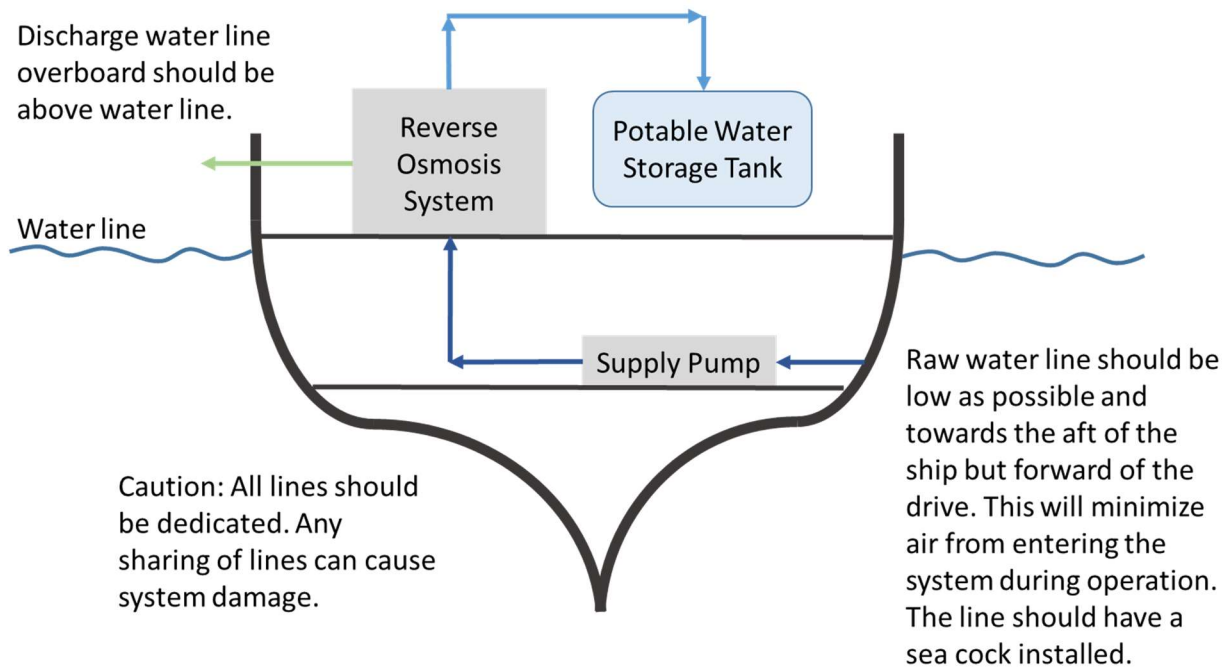 Discharge water line
overboard should be
above water line.
Reverse
Osmosis
System
Potable Water
Storage Tank
Water line
Supply Pump
Raw water line should be
low as possible and
towards the aft of the
ship but forward of the
drive. This will minimize
air from entering the
system during operation.
The line should have a
sea cock installed.
Caution: All lines should
be dedicated. Any
sharing of lines can cause
system damage.